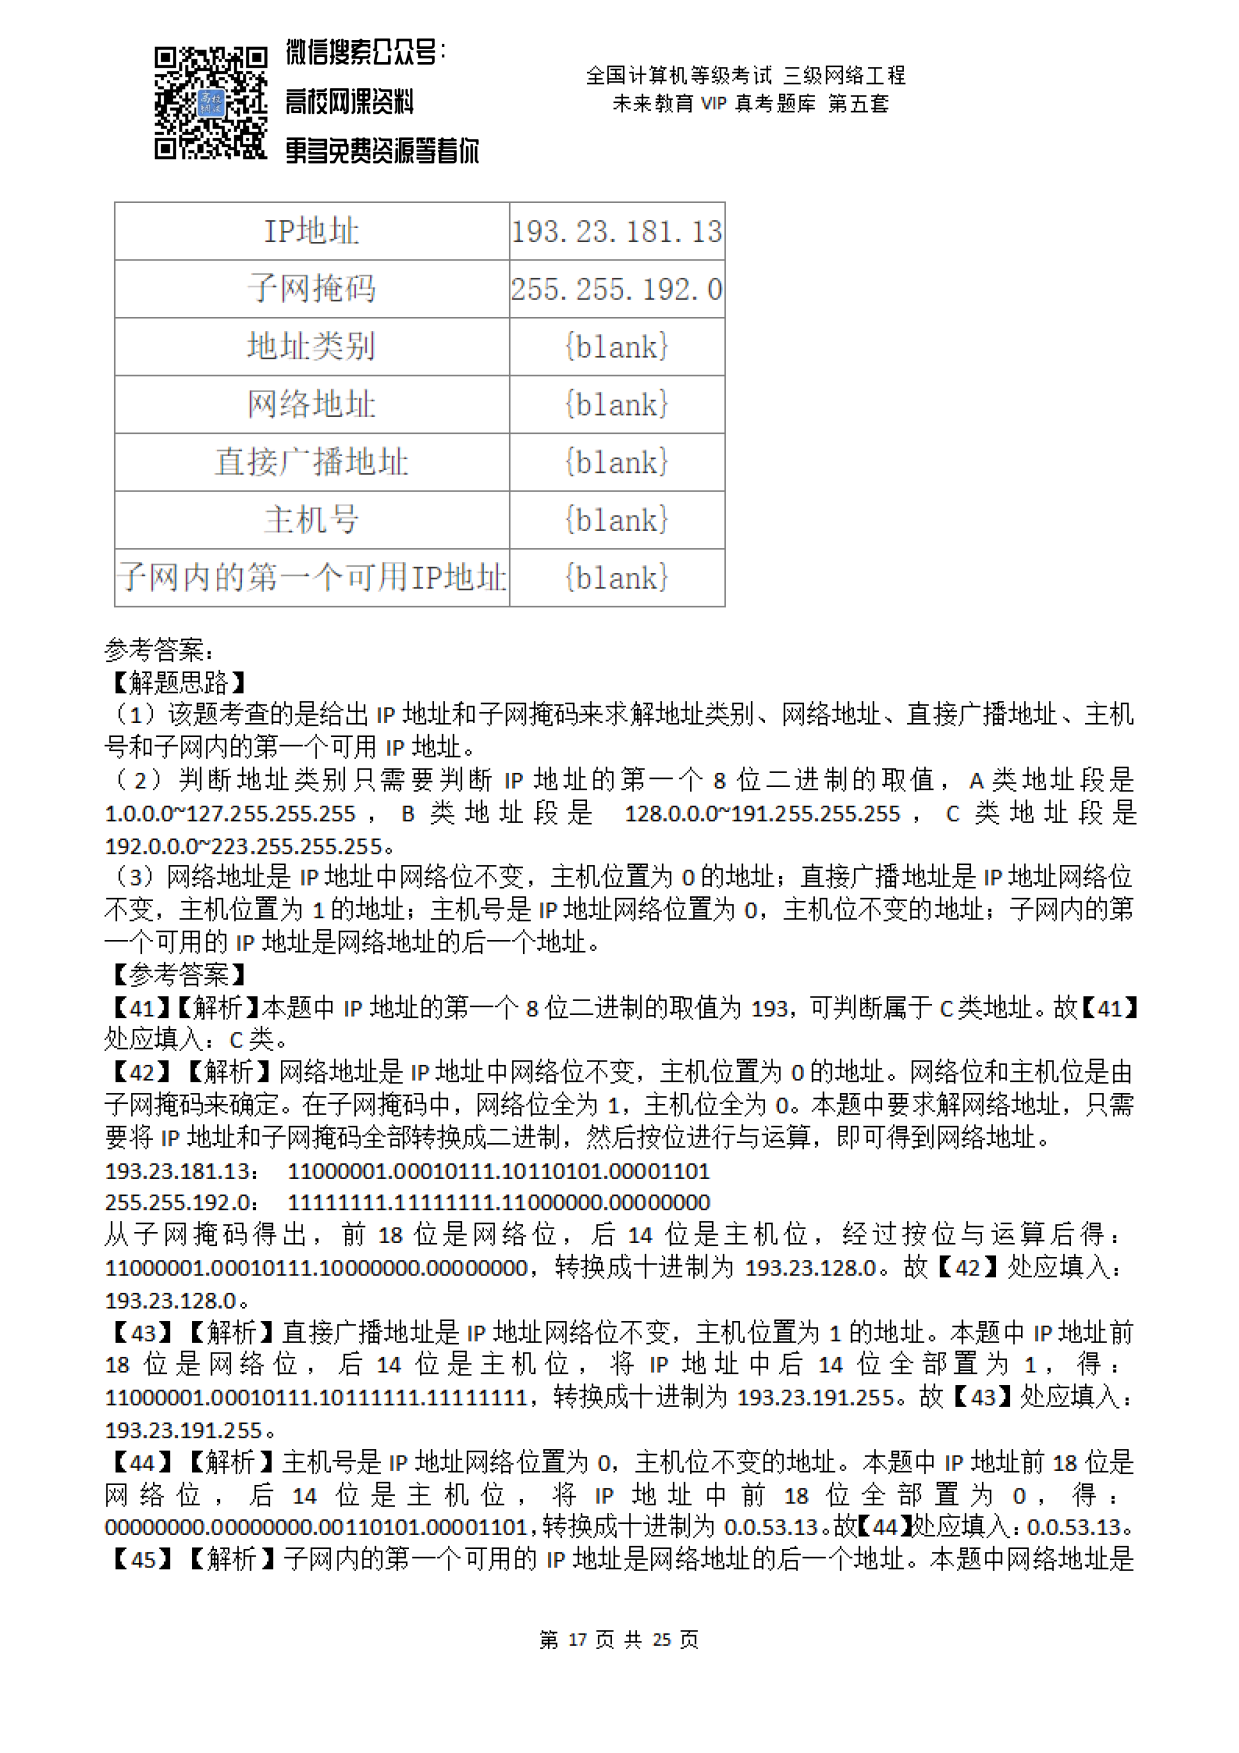 微信搜索公众号：
高校网课资料
更多免费资源等着你
全国计算机等级考试 三级网络工程
未来教育 VIP 真考题库 第五套
IP地址 193.23.181.13
子网掩码 255.255.192.0
地址类别 {blank}
网络地址 {blank}
直接广播地址 {blank}
主机号 {blank}
子网内的第一个可用IP地址 {blank}
参考答案：
【解题思路】
（1）该题考查的是给出 IP 地址和子网掩码来求解地址类别、网络地址、直接广播地址、主机
号和子网内的第一个可用 IP 地址。
（2）判断地址类别只需要判断 IP 地址的第一个 8 位二进制的取值，A 类地址段是
1.0.0.0~127.255.255.255，B 类地址段是 128.0.0.0~191.255.255.255，C 类地址段是
192.0.0.0~223.255.255.255。
（3）网络地址是 IP 地址中网络位不变，主机位置为 0 的地址；直接广播地址是 IP 地址网络位
不变，主机位置为 1 的地址；主机号是 IP 地址网络位置为 0，主机位不变的地址；子网内的第
一个可用的 IP 地址是网络地址的后一个地址。
【参考答案】
【41】【解析】本题中 IP 地址的第一个 8 位二进制的取值为 193，可判断属于 C 类地址。故【41】
处应填入：C 类。
【42】【解析】网络地址是 IP 地址中网络位不变，主机位置为 0 的地址。网络位和主机位是由
子网掩码来确定。在子网掩码中，网络位全为 1，主机位全为 0。本题中要求解网络地址，只需
要将 IP 地址和子网掩码全部转换成二进制，然后按位进行与运算，即可得到网络地址。
193.23.181.13： 11000001.00010111.10110101.00001101
255.255.192.0： 11111111.11111111.11000000.00000000
从子网掩码得出，前 18 位是网络位，后 14 位是主机位，经过按位与运算后得：
11000001.00010111.10000000.00000000，转换成十进制为 193.23.128.0。故【42】处应填入：
193.23.128.0。
【43】【解析】直接广播地址是 IP 地址网络位不变，主机位置为 1 的地址。本题中 IP 地址前
18 位是网络位，后 14 位是主机位，将 IP 地址中后 14 位全部置为 1，得：
11000001.00010111.10111111.11111111，转换成十进制为 193.23.191.255。故【43】处应填入：
193.23.191.255。
【44】【解析】主机号是 IP 地址网络位置为 0，主机位不变的地址。本题中 IP 地址前 18 位是
网络位，后 14 位是主机位，将 IP 地址中前 18 位全部置为 0，得：
00000000.00000000.00110101.00001101，转换成十进制为 0.0.53.13。故【44】处应填入：0.0.53.13。
【45】【解析】子网内的第一个可用的 IP 地址是网络地址的后一个地址。本题中网络地址是
第 17 页 共 25 页